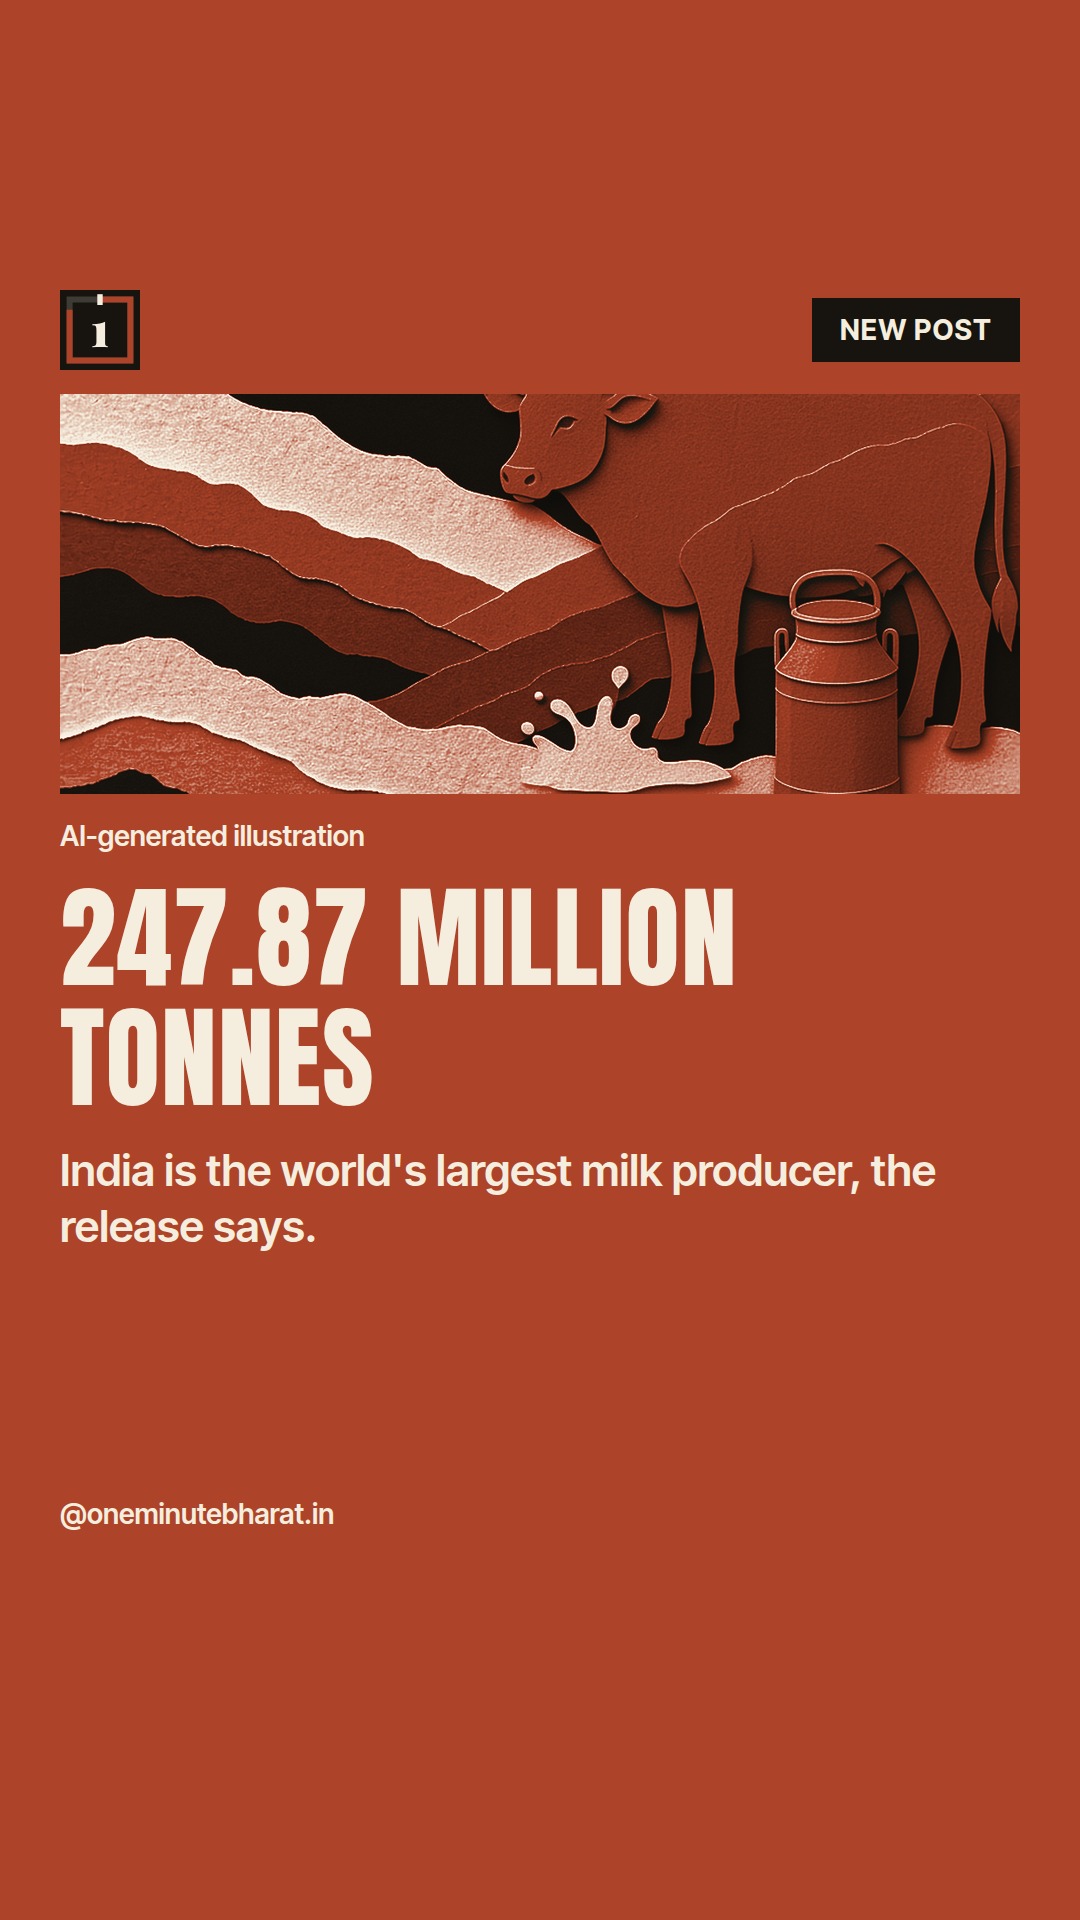 1
NEW POST
AI-generated illustration
247.87 MILLION
TONNES
India is the world's largest milk producer, the
release says.
@oneminutebharat.in